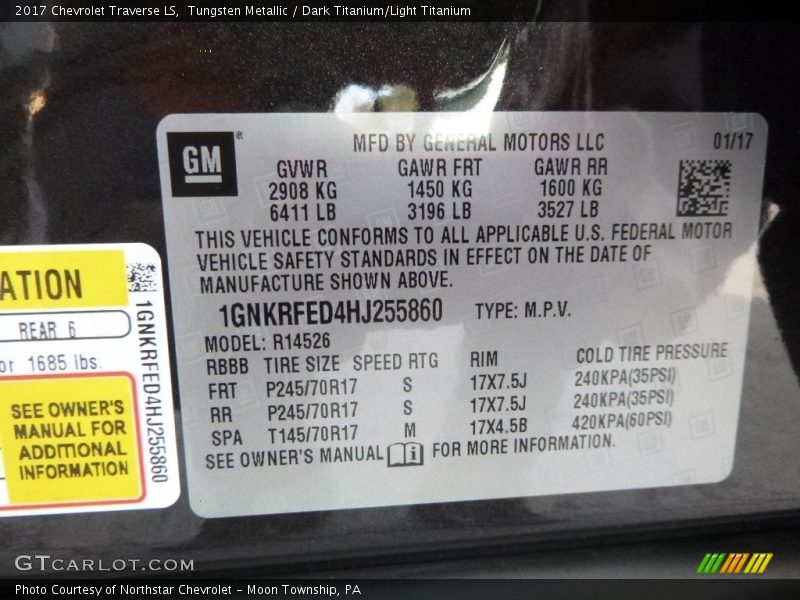 2017 Chevrolet Traverse LS, Tungsten Metallic / Dark Titanium/Light Titanium
GM®
MFD BY GENERAL MOTORS LLC 01/17
GVWR GAWR FRT GAWR RR
2908 KG 1450 KG 1600 KG
6411 LB 3196 LB 3527 LB
THIS VEHICLE CONFORMS TO ALL APPLICABLE U.S. FEDERAL MOTOR
VEHICLE SAFETY STANDARDS IN EFFECT ON THE DATE OF
MANUFACTURE SHOWN ABOVE.
1GNKRFED4HJ255860 TYPE: M.P.V.
MODEL: R14526
RBBB TIRE SIZE SPEED RTG RIM COLD TIRE PRESSURE
FRT P245/70R17 S 17X7.5J 240KPA(35PSI)
RR P245/70R17 S 17X7.5J 240KPA(35PSI)
SPA T145/70R17 M 17X4.5B 420KPA(60PSI)
SEE OWNER'S MANUAL i FOR MORE INFORMATION.
ATION
REAR 6
or 1685 lbs.
SEE OWNER'S
MANUAL FOR
ADDITIONAL
INFORMATION
1GNKRFED4HJ255860
GTCARLOT.COM
Photo Courtesy of Northstar Chevrolet - Moon Township, PA